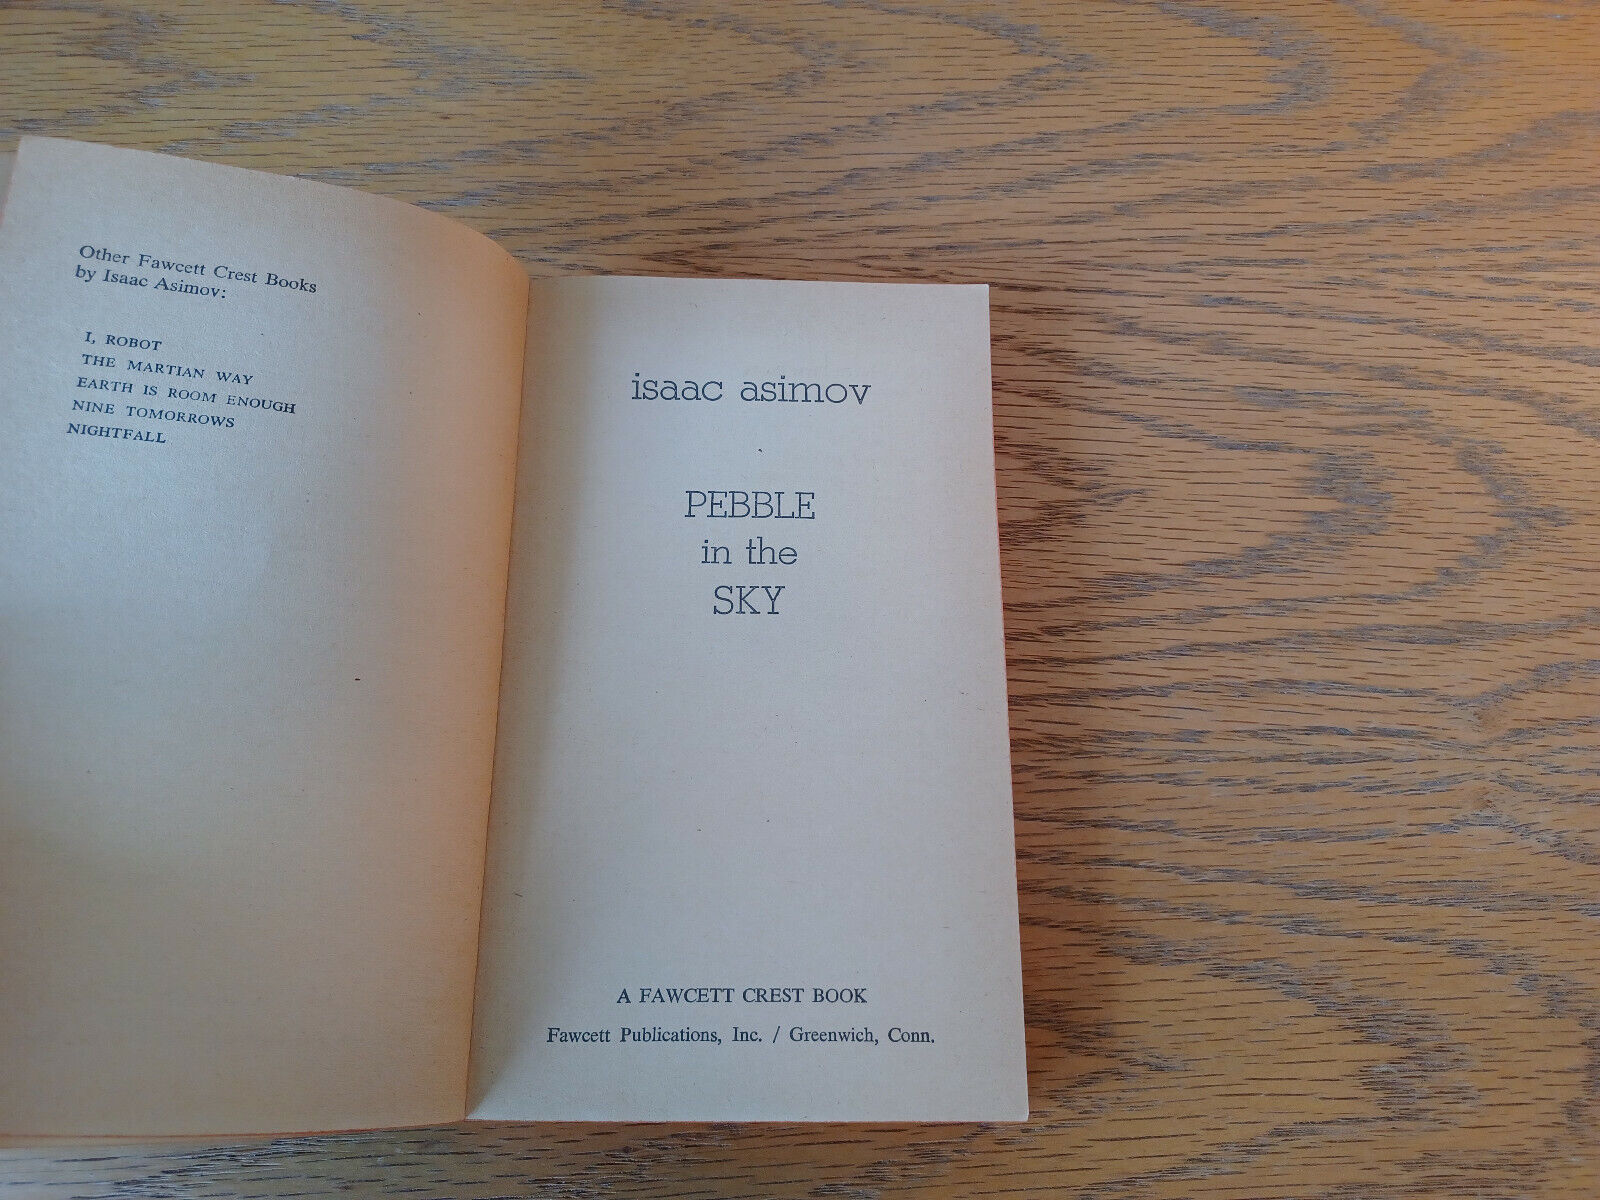 Other Fawcett Crest Books
by Isaac Asimov:
I, ROBOT
THE MARTIAN WAY
EARTH IS ROOM ENOUGH
NINE TOMORROWS
NIGHTFALL
isaac asimov
PEBBLE
in the
SKY
A FAWCETT CREST BOOK
Fawcett Publications, Inc. / Greenwich, Conn.